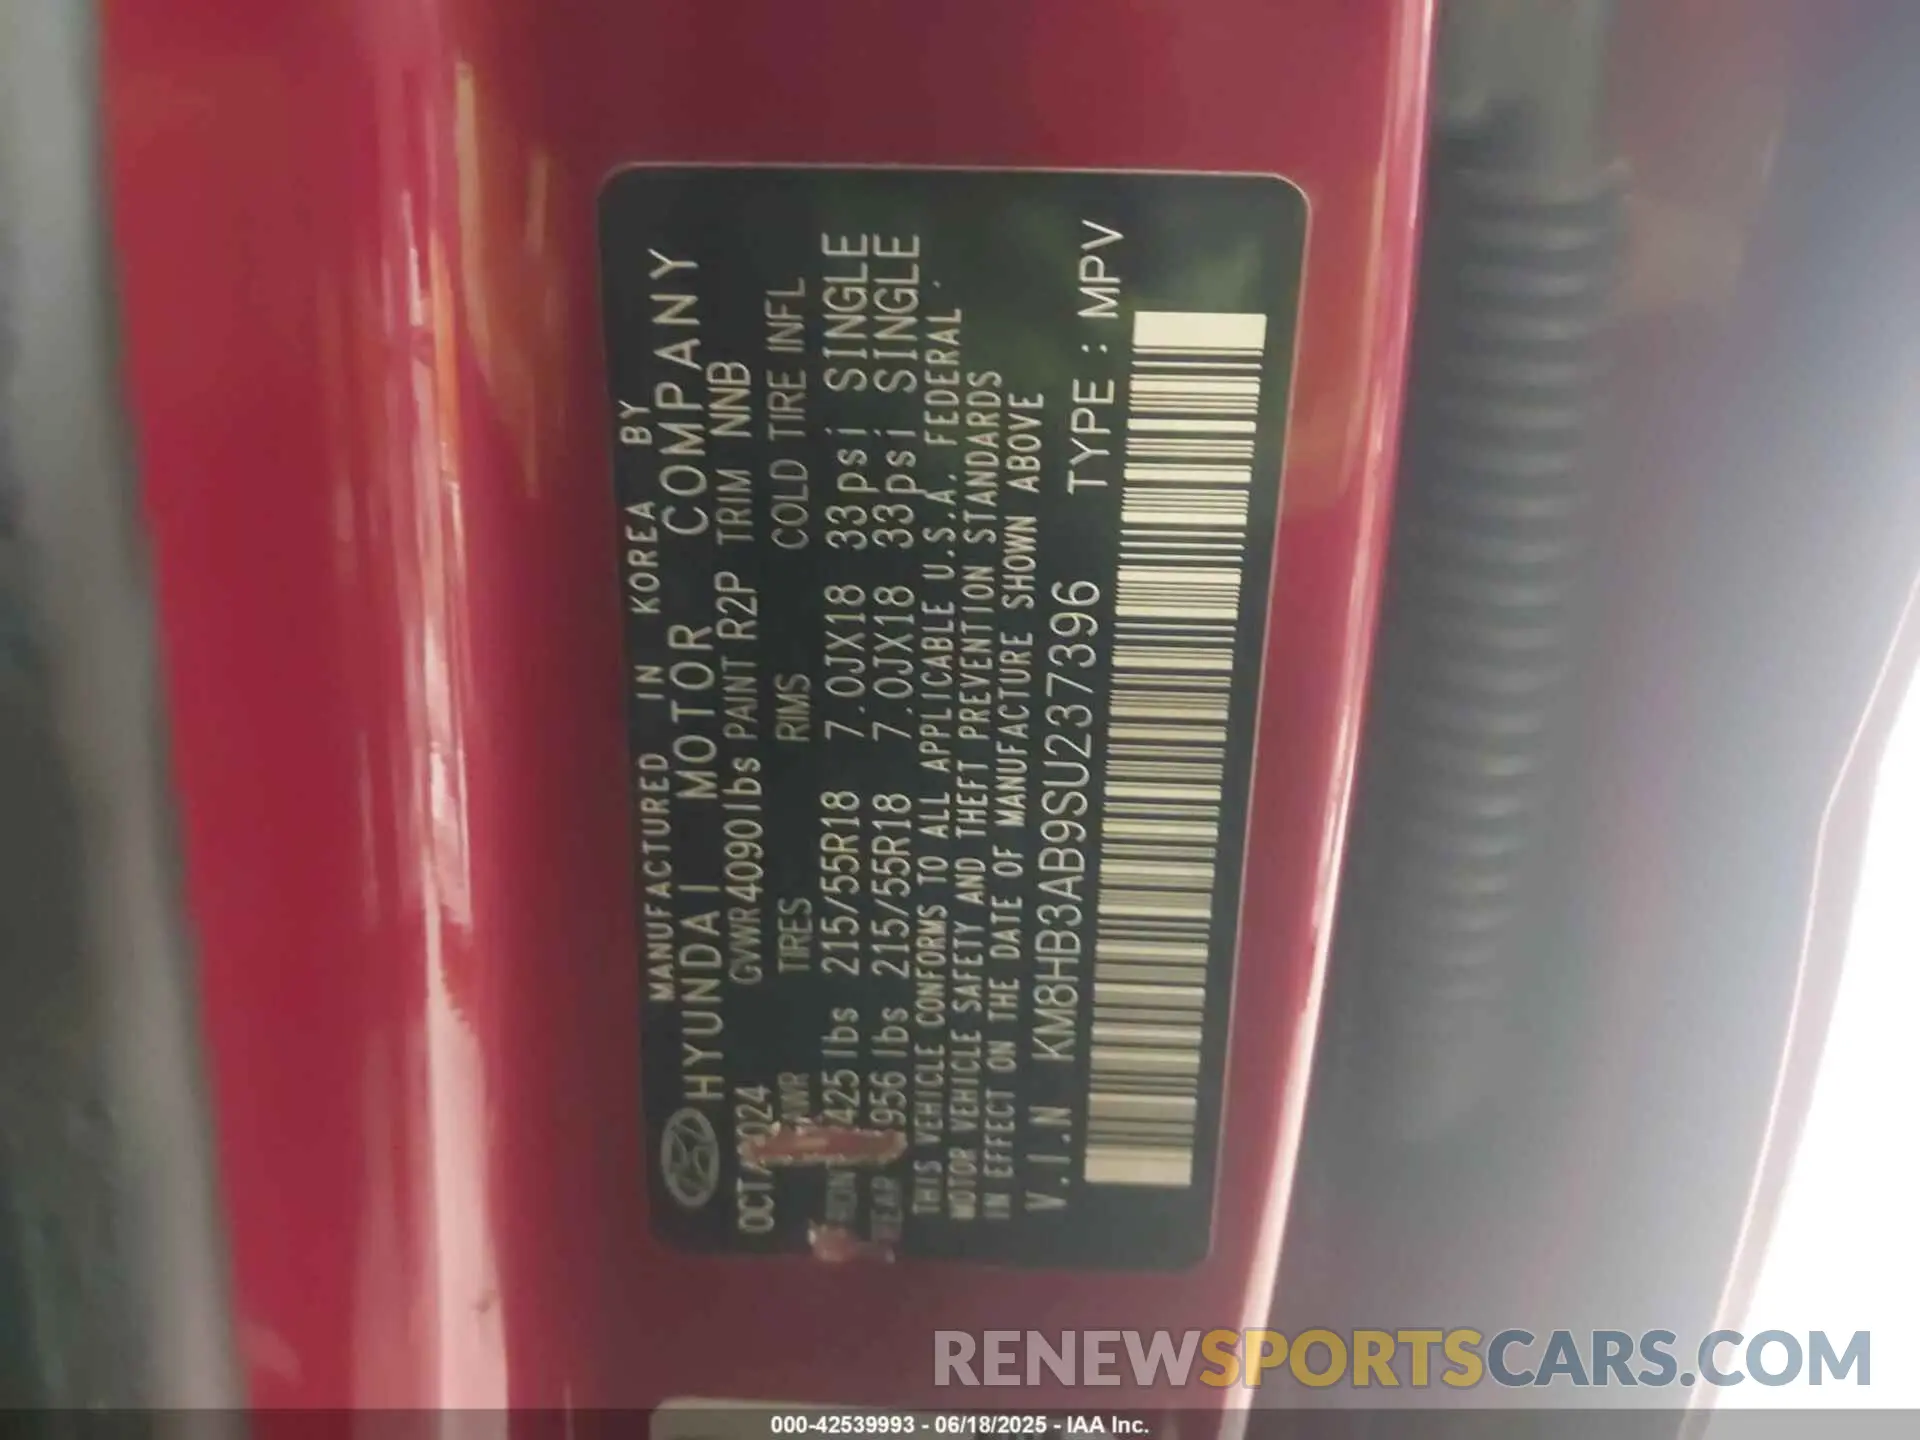 MANUFACTURED IN KOREA BY
HYUNDAI MOTOR COMPANY
OCT 2024 GVWR4090lbs PAINT R2P TRIM NNB
TIRES RIMS COLD TIRE INFL
425lbs 215/55R18 7.0JX18 33psi SINGLE
REAR 956lbs 215/55R18 7.0JX18 33psi SINGLE
THIS VEHICLE CONFORMS TO ALL APPLICABLE U.S.A. FEDERAL
MOTOR VEHICLE SAFETY AND THEFT PREVENTION STANDARDS
IN EFFECT ON THE DATE OF MANUFACTURE SHOWN ABOVE
V.I.N KM8HB3AB9SU237396 TYPE : MPV
RENEWSPORTSCARS.COM
000-42539993 - 06/18/2025 - IAA Inc.